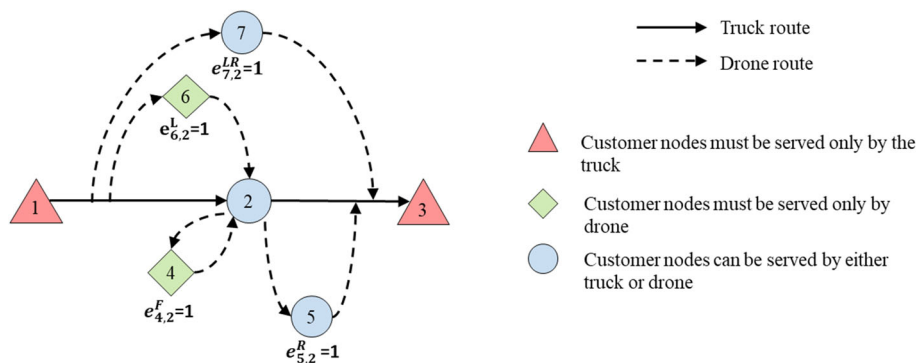 7
e^{LR}_{7,2}=1
6
e^{L}_{6,2}=1
1
2
3
4
e^{F}_{4,2}=1
5
e^{R}_{5,2}=1
Truck route
Drone route
Customer nodes must be served only by the
truck
Customer nodes must be served only by
drone
Customer nodes can be served by either
truck or drone